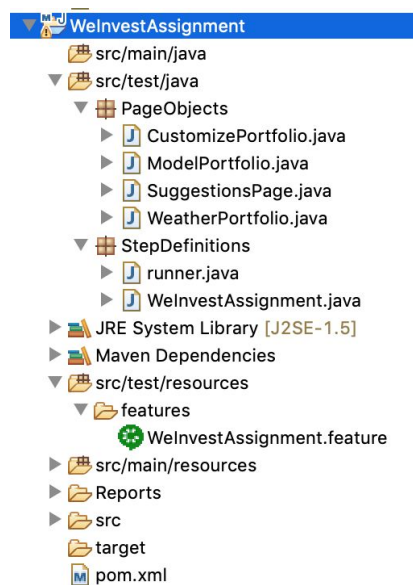 WeInvestAssignment
src/main/java
src/test/java
PageObjects
CustomizePortfolio.java
ModelPortfolio.java
SuggestionsPage.java
WeatherPortfolio.java
StepDefinitions
runner.java
WeInvestAssignment.java
JRE System Library [J2SE-1.5]
Maven Dependencies
src/test/resources
features
WeInvestAssignment.feature
src/main/resources
Reports
src
target
pom.xml